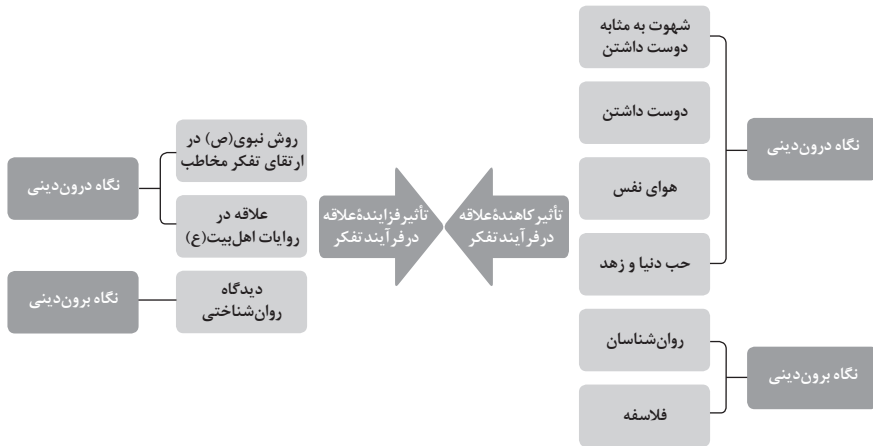 نگاه درون‌دینی
شهوت به مثابه
دوست داشتن
دوست داشتن
هوای نفس
حب دنیا و زهد
نگاه برون‌دینی
روان‌شناسان
فلاسفه
تأثیر کاهندهٔ علاقه
در فرآیند تفکر
تأثیر فزایندهٔ علاقه
در فرآیند تفکر
روش نبوی(ص) در
ارتقای تفکر مخاطب
علاقه در
روایات اهل‌بیت(ع)
نگاه درون‌دینی
دیدگاه
روان‌شناختی
نگاه برون‌دینی